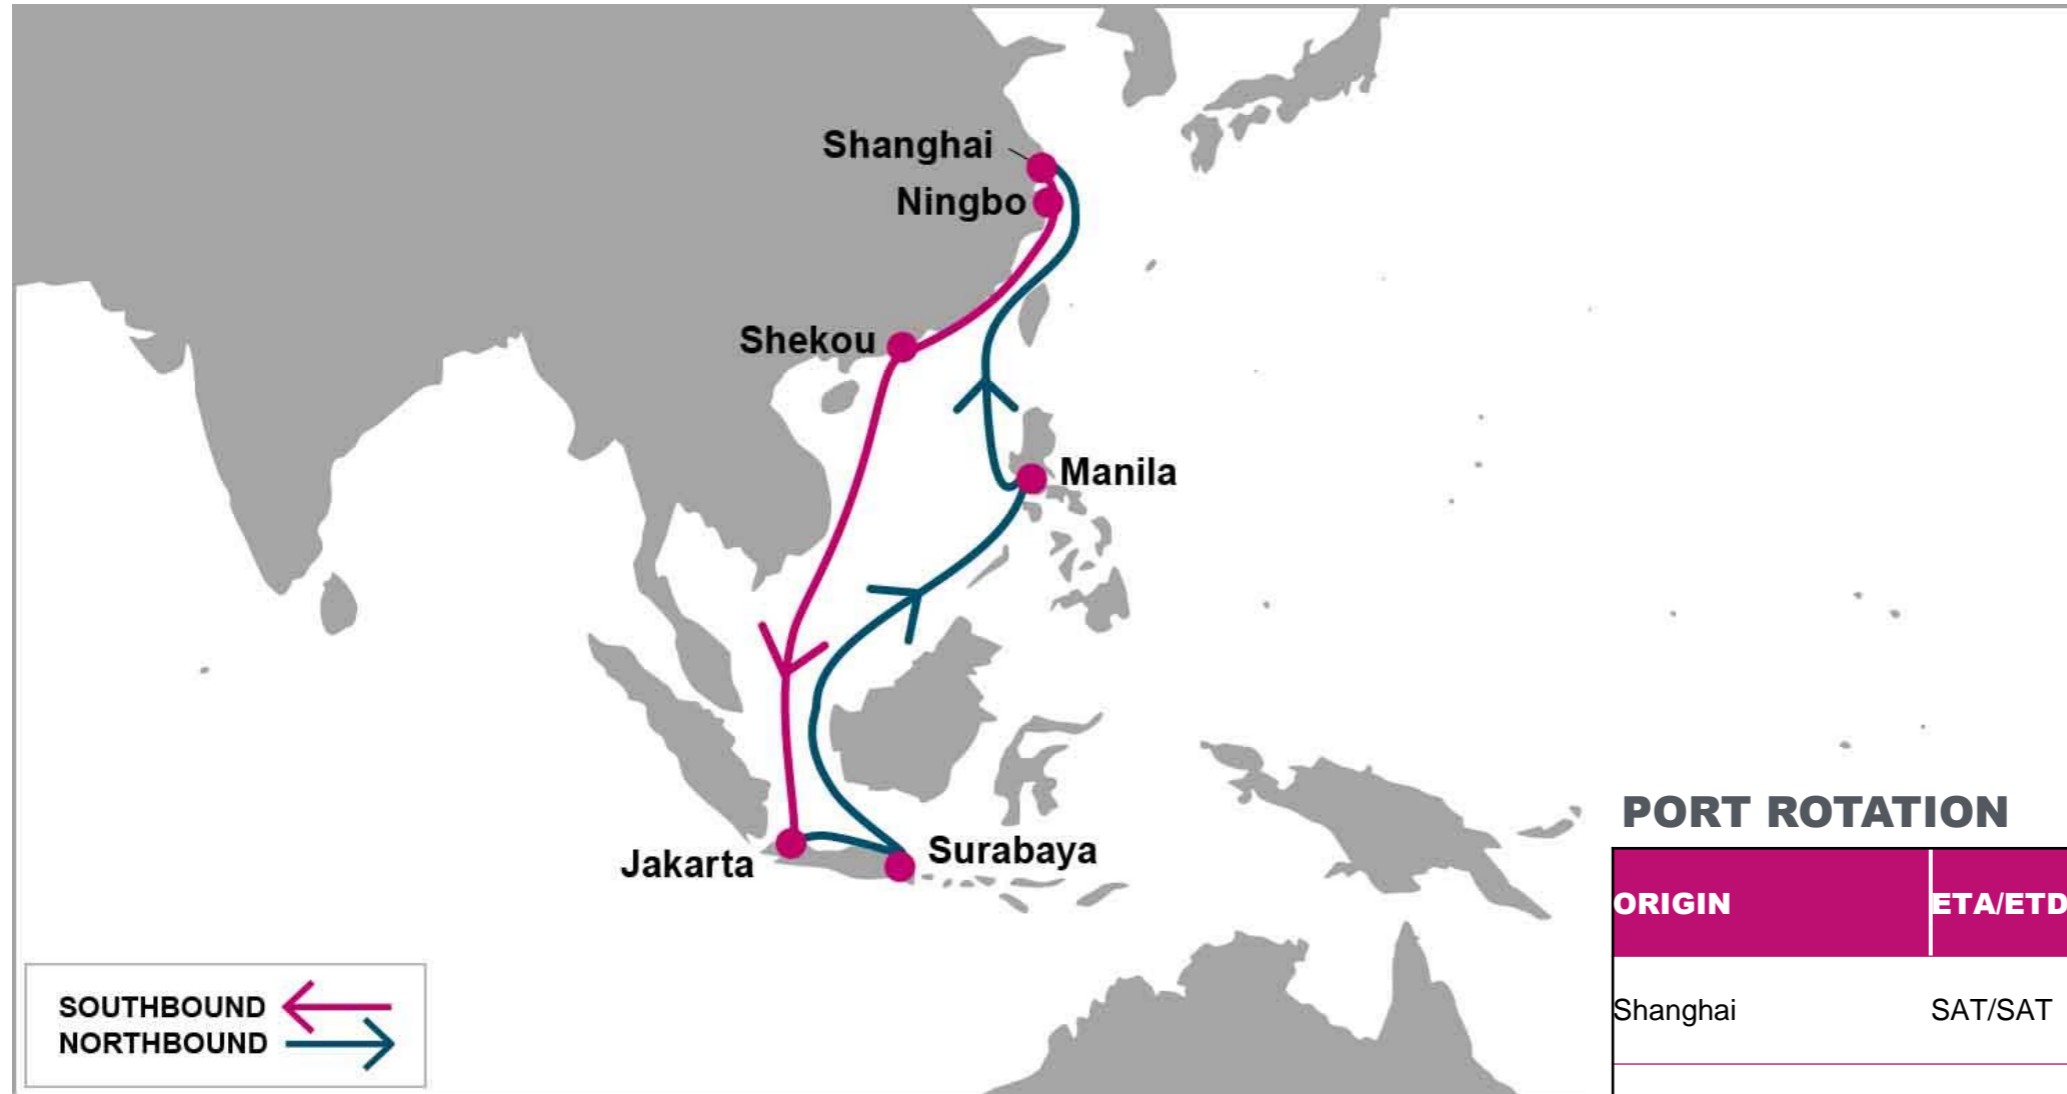 Shanghai
Ningbo
Shekou
Manila
Jakarta
Surabaya
SOUTHBOUND
NORTHBOUND
PORT ROTATION
ORIGIN ETA/ETD
Shanghai SAT/SAT